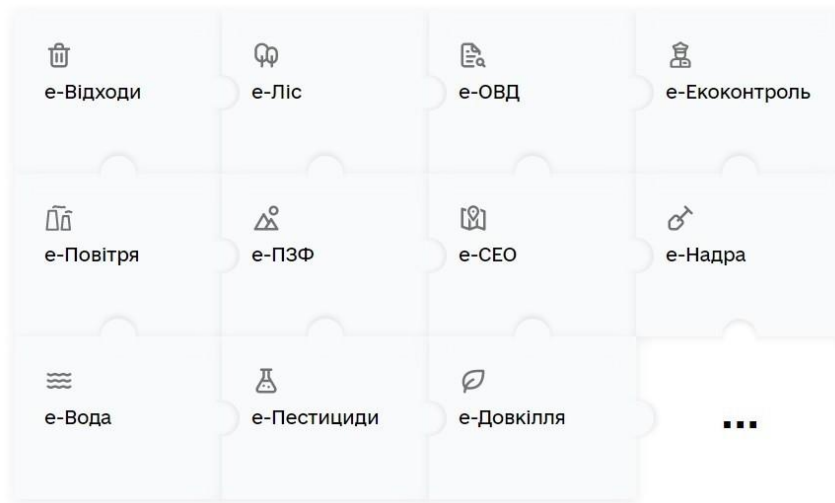 е-Відходи
е-Ліс
е-ОВД
е-Екоконтроль
е-Повітря
е-ПЗФ
е-СЕО
е-Надра
е-Вода
е-Пестициди
е-Довкілля
...